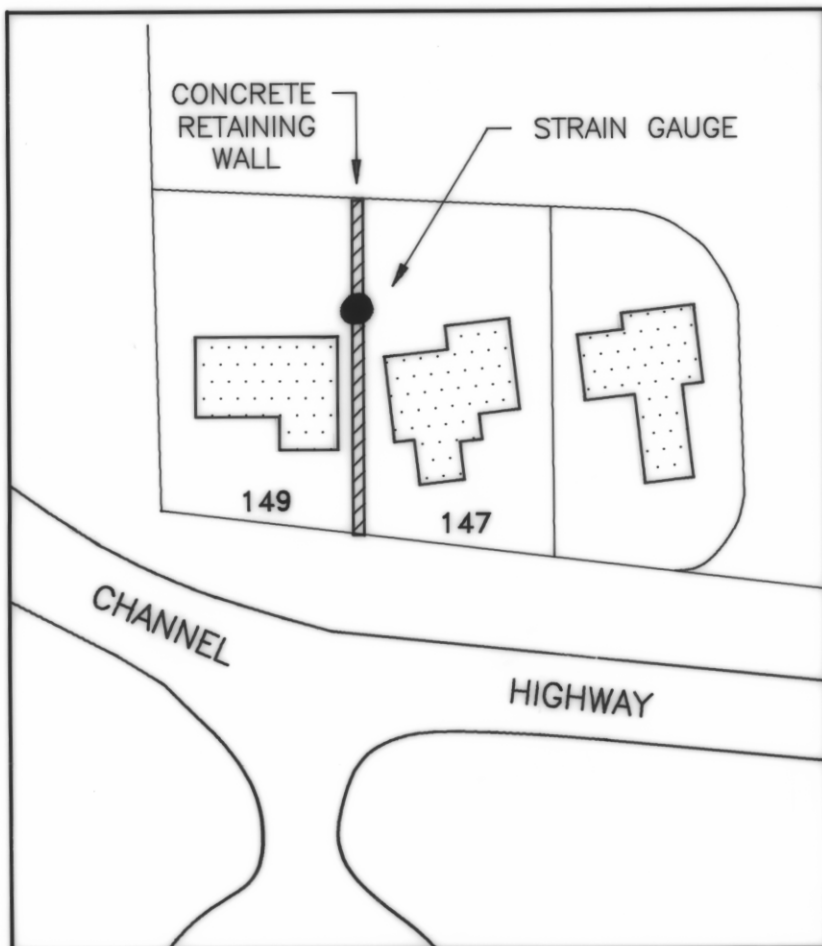 CONCRETE
RETAINING
WALL
STRAIN GAUGE
149
147
CHANNEL
HIGHWAY